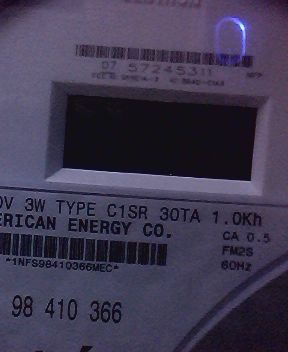 07 57245311
0V 3W TYPE C1SR 30TA 1.0Kh
ERICAN ENERGY CO.
CA 0.5
FM2S
60Hz
*1NFS98410366MEC*
98 410 366